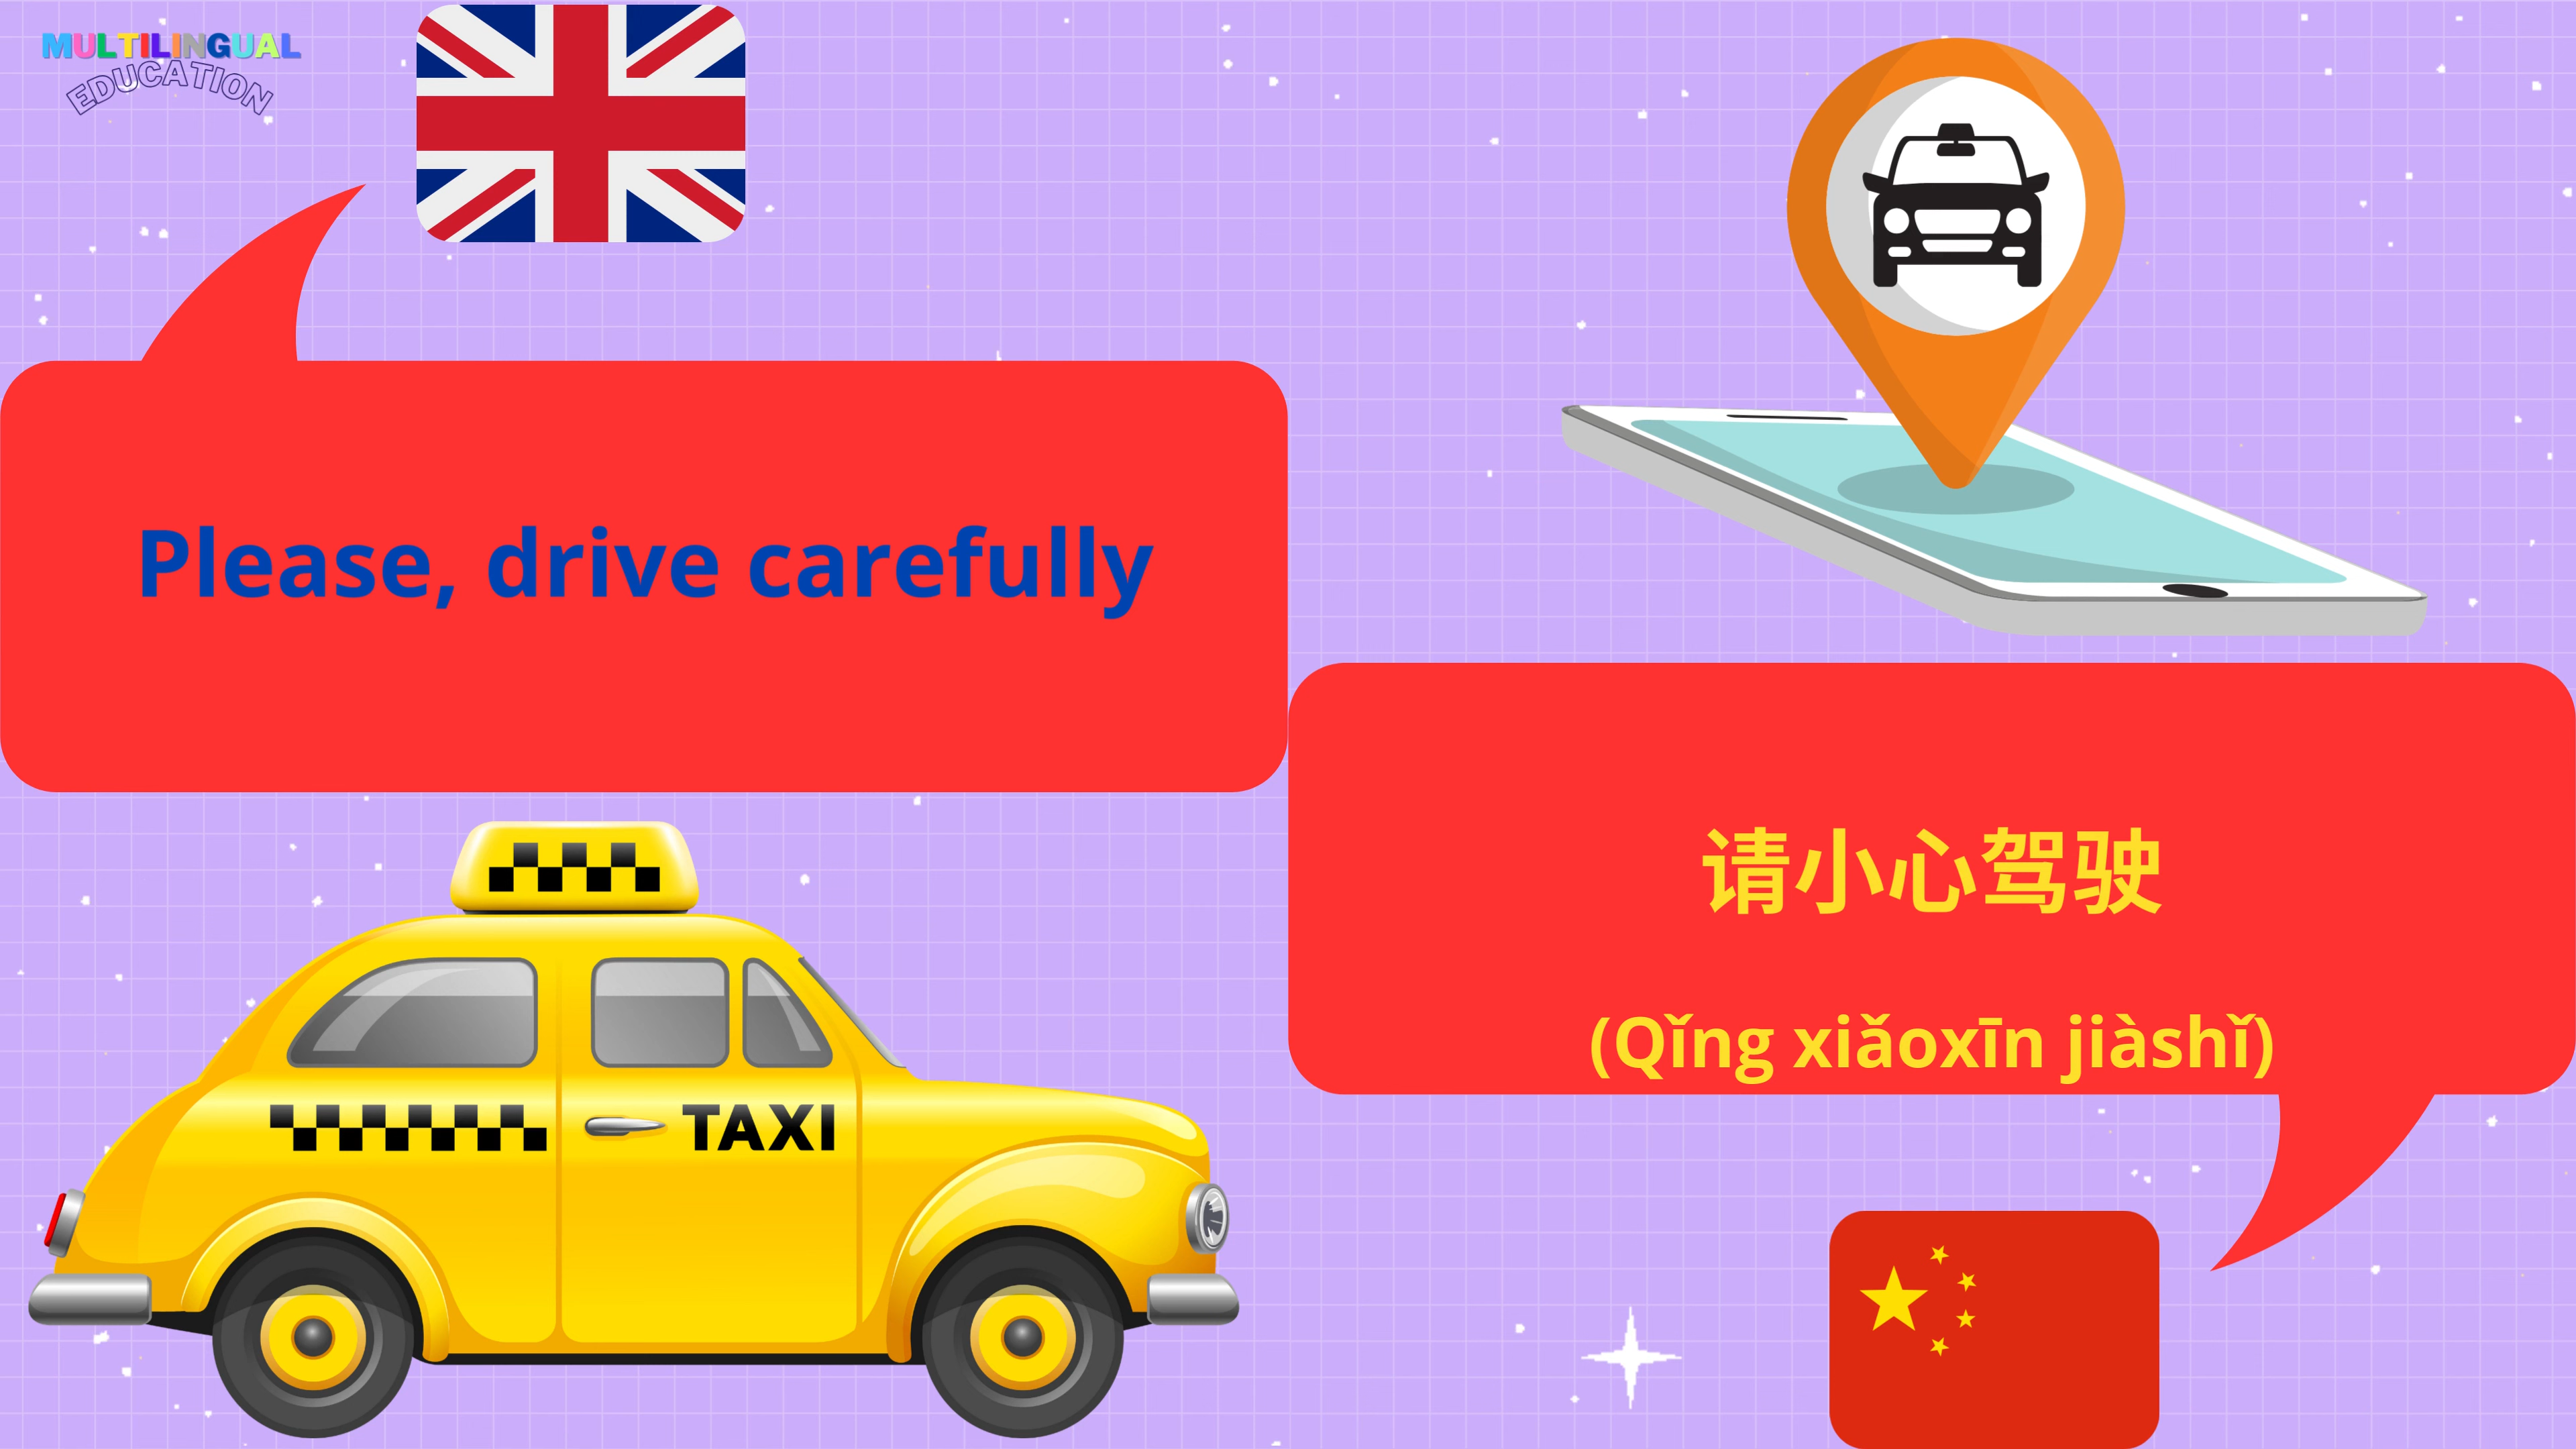 MULTILINGUAL
EDUCATION
Please, drive carefully
请小心驾驶
(Qǐng xiǎoxīn jiàshǐ)
TAXI